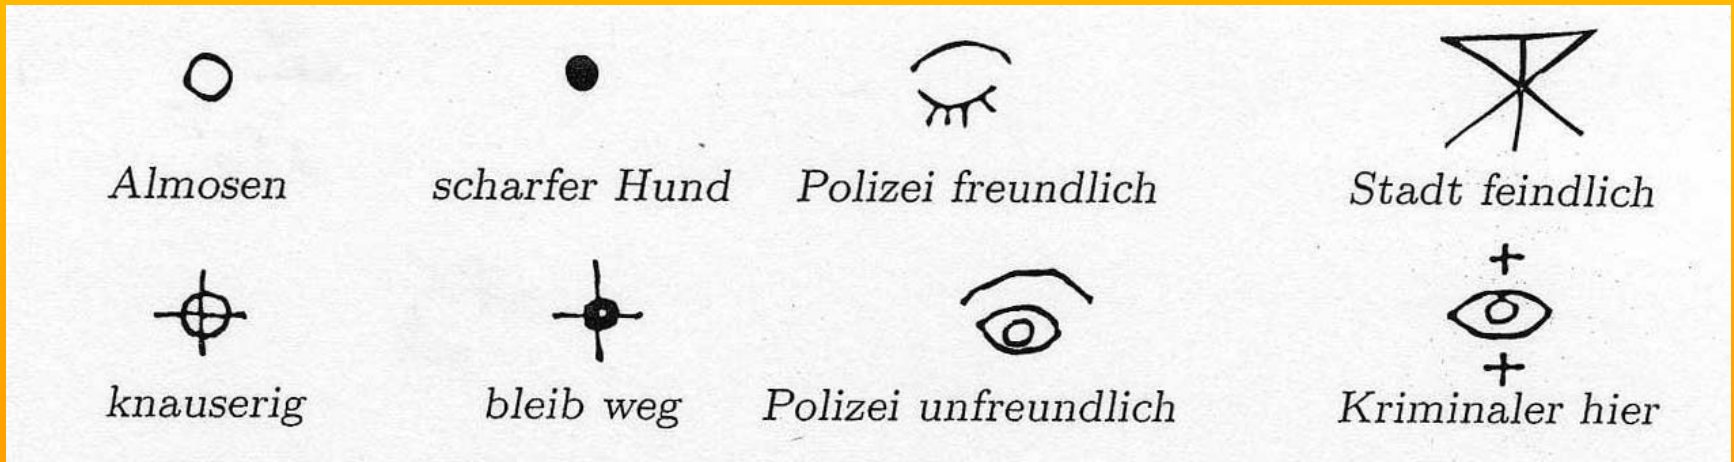 Almosen scharfer Hund Polizei freundlich Stadt feindlich
knauserig bleib weg Polizei unfreundlich Kriminaler hier